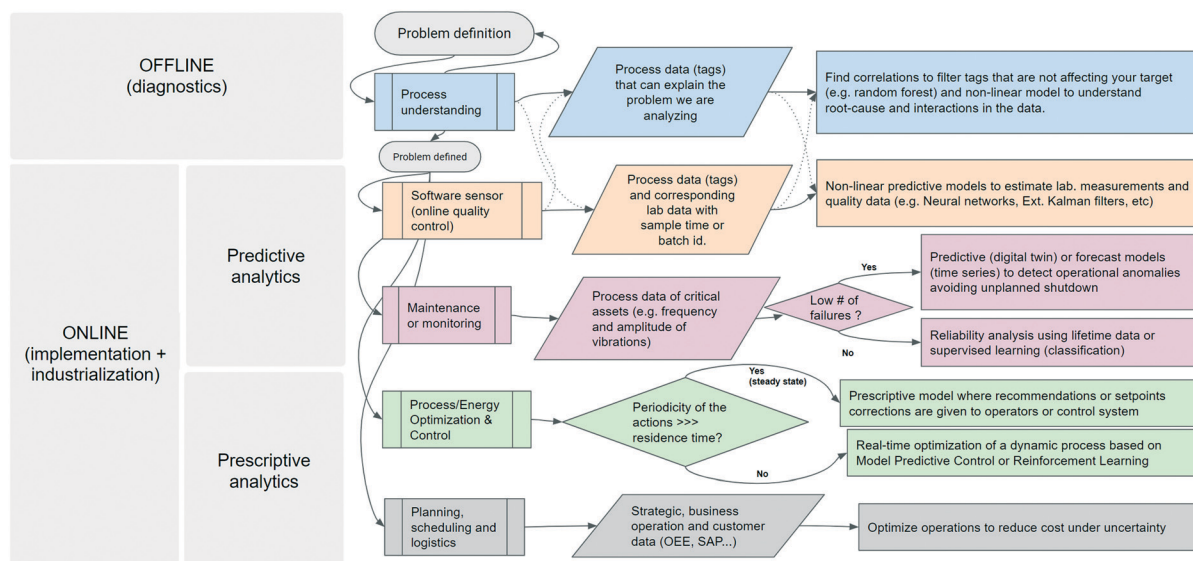 OFFLINE
(diagnostics)
Problem definition
Process
understanding
Process data (tags)
that can explain the
problem we are
analyzing
Find correlations to filter tags that are not affecting your target
(e.g. random forest) and non-linear model to understand
root-cause and interactions in the data.
Problem defined
ONLINE
(implementation +
industrialization)
Predictive
analytics
Software sensor
(online quality
control)
Process data (tags)
and corresponding
lab data with
sample time or
batch id.
Non-linear predictive models to estimate lab. measurements and
quality data (e.g. Neural networks, Ext. Kalman filters, etc)
Maintenance
or monitoring
Process data of critical
assets (e.g. frequency
and amplitude of
vibrations)
Low # of
failures ?
Yes
Predictive (digital twin) or forecast models
(time series) to detect operational anomalies
avoiding unplanned shutdown
No
Reliability analysis using lifetime data or
supervised learning (classification)
Prescriptive
analytics
Process/Energy
Optimization &
Control
Periodicity of the
actions >>>
residence time?
Yes
(steady state)
Prescriptive model where recommendations or setpoints
corrections are given to operators or control system
No
Real-time optimization of a dynamic process based on
Model Predictive Control or Reinforcement Learning
Planning,
scheduling and
logistics
Strategic, business
operation and customer
data (OEE, SAP...)
Optimize operations to reduce cost under uncertainty